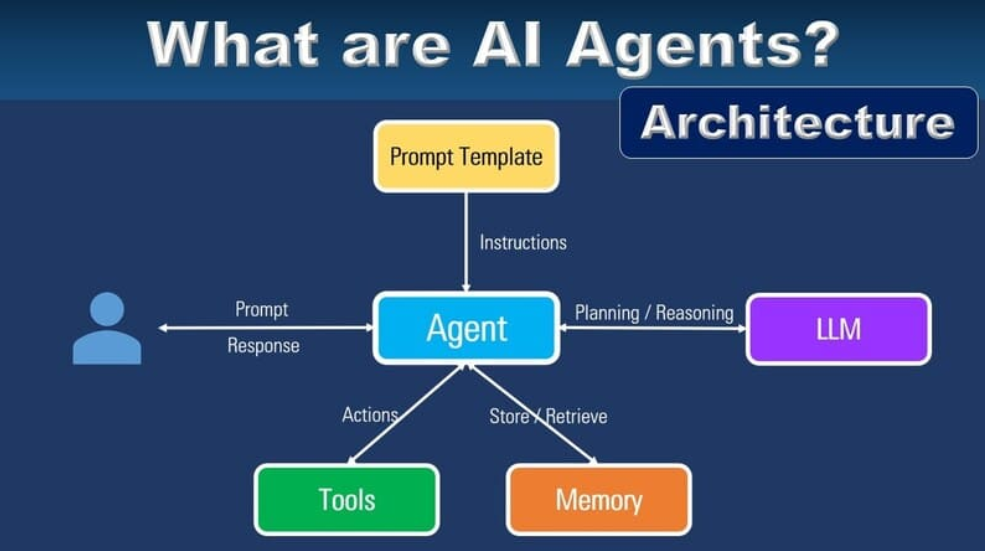 What are AI Agents?
Architecture
Prompt Template
Instructions
Prompt
Response
Agent
Planning / Reasoning
LLM
Actions
Store / Retrieve
Tools
Memory